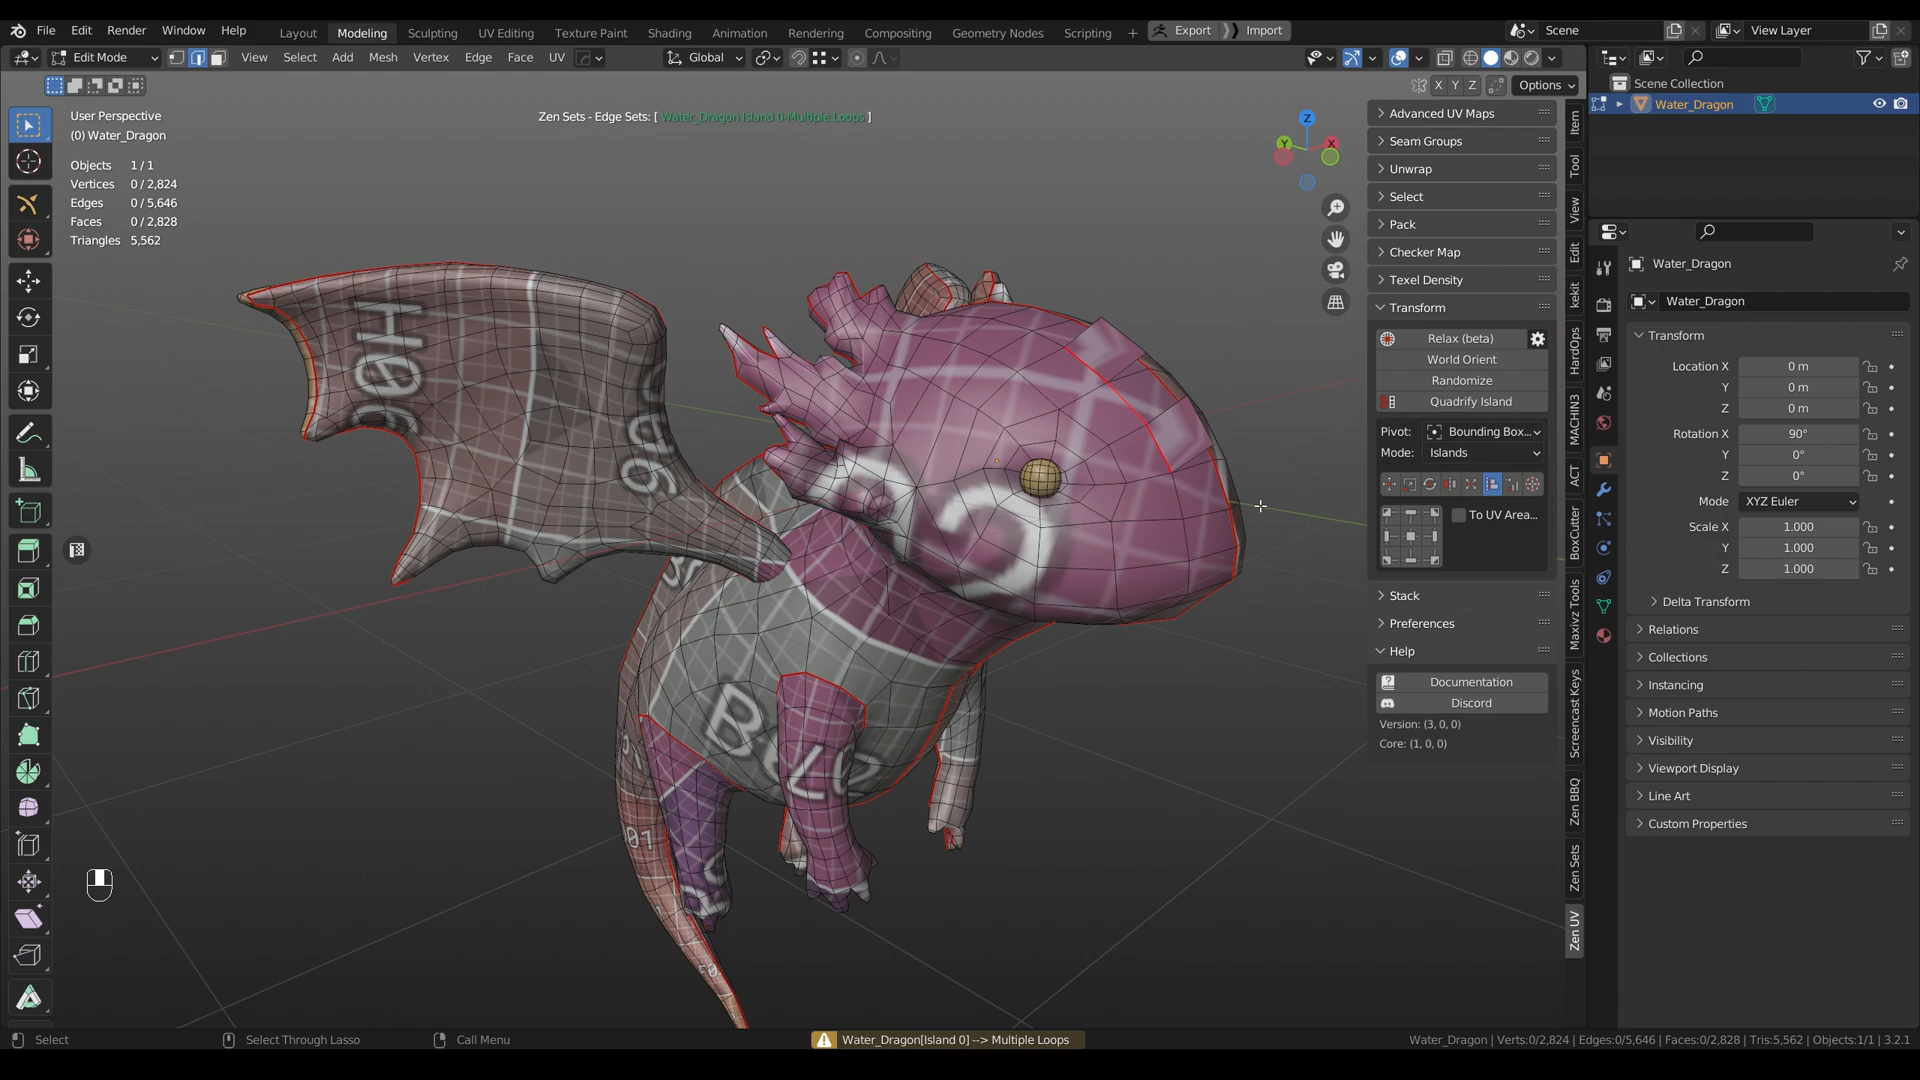 File Edit Render Window Help Layout Modeling Sculpting UV Editing Texture Paint Shading Animation Rendering Compositing Geometry Nodes Scripting + Export Import Scene View Layer
Edit Mode View Select Add Mesh Vertex Edge Face UV Global
X Y Z Options
User Perspective
(0) Water_Dragon
Objects 1 / 1
Vertices 0 / 2,824
Edges 0 / 5,646
Faces 0 / 2,828
Triangles 5,562
Zen Sets - Edge Sets: [ Water_Dragon Island 0-Multiple Loops ]
Z
Y
X
B
01
Advanced UV Maps
Seam Groups
Unwrap
Select
Pack
Checker Map
Texel Density
Transform
Relax (beta)
World Orient
Randomize
Quadrify Island
Pivot: Bounding Box...
Mode: Islands
To UV Area...
Stack
Preferences
Help
Documentation
Discord
Version: (3, 0, 0)
Core: (1, 0, 0)
Item
Tool
View
Edit
kekit
HardOps
MACHIN3
ACT
BoxCutter
Maxivz Tools
Screencast Keys
Zen BBQ
Zen Sets
Zen UV
Scene Collection
Water_Dragon
Water_Dragon
Water_Dragon
Transform
Location X 0 m
Y 0 m
Z 0 m
Rotation X 90°
Y 0°
Z 0°
Mode XYZ Euler
Scale X 1.000
Y 1.000
Z 1.000
Delta Transform
Relations
Collections
Instancing
Motion Paths
Visibility
Viewport Display
Line Art
Custom Properties
Select Select Through Lasso Call Menu Water_Dragon[Island 0] --> Multiple Loops Water_Dragon | Verts:0/2,824 | Edges:0/5,646 | Faces:0/2,828 | Tris:5,562 | Objects:1/1 | 3.2.1